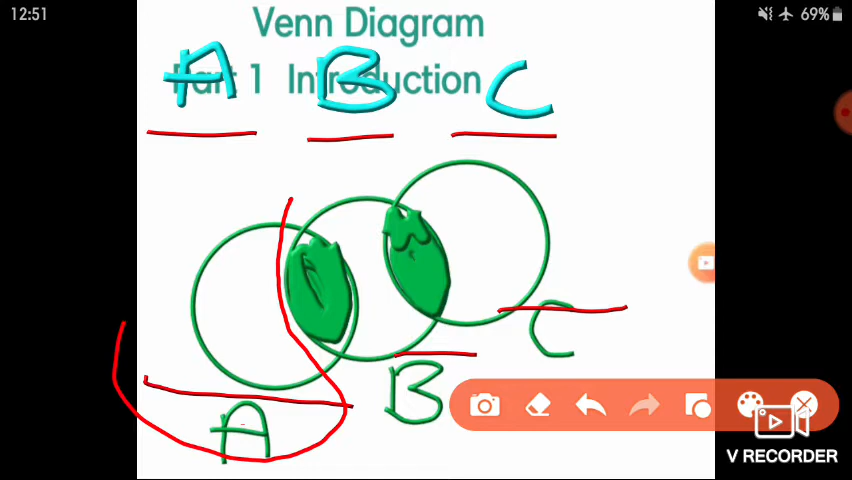 12:51
69%
Venn Diagram
Part 1 Introduction
A B C
C
B
A
V RECORDER